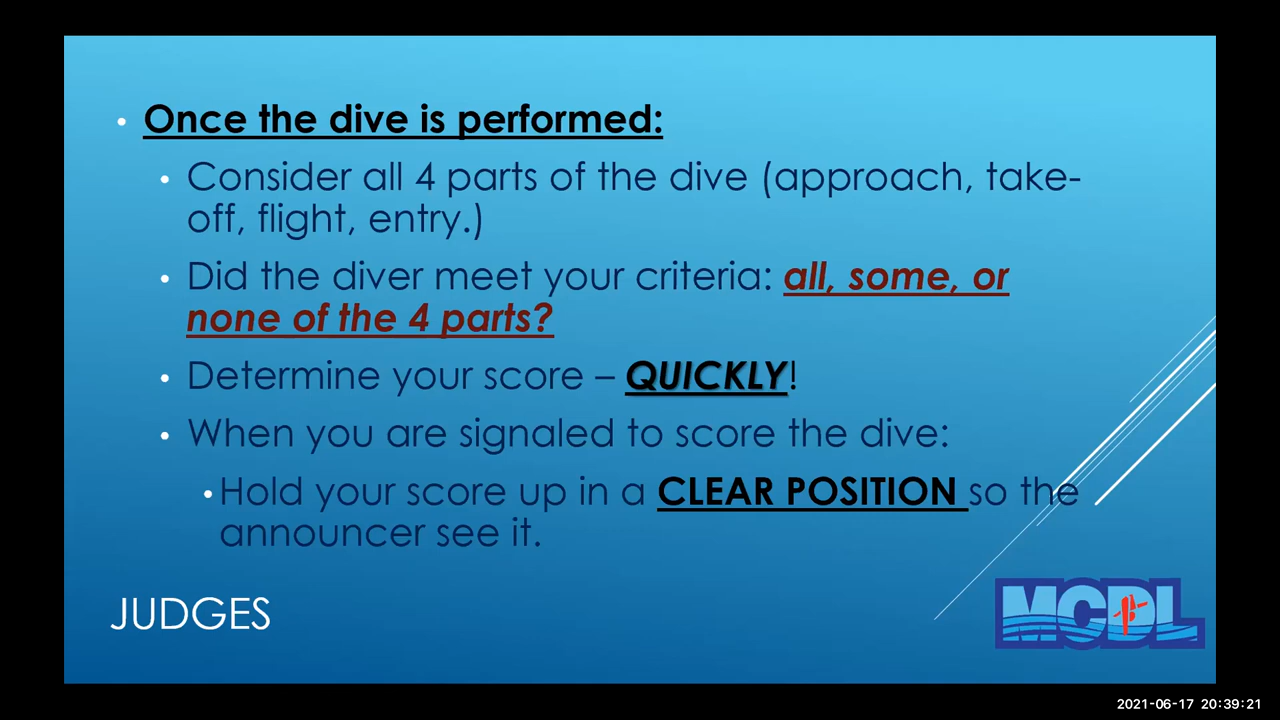 Once the dive is performed:
Consider all 4 parts of the dive (approach, take-
off, flight, entry.)
Did the diver meet your criteria: all, some, or
none of the 4 parts?
Determine your score – QUICKLY!
When you are signaled to score the dive:
Hold your score up in a CLEAR POSITION so the
announcer see it.
JUDGES
MCDL
2021-06-17 20:39:21